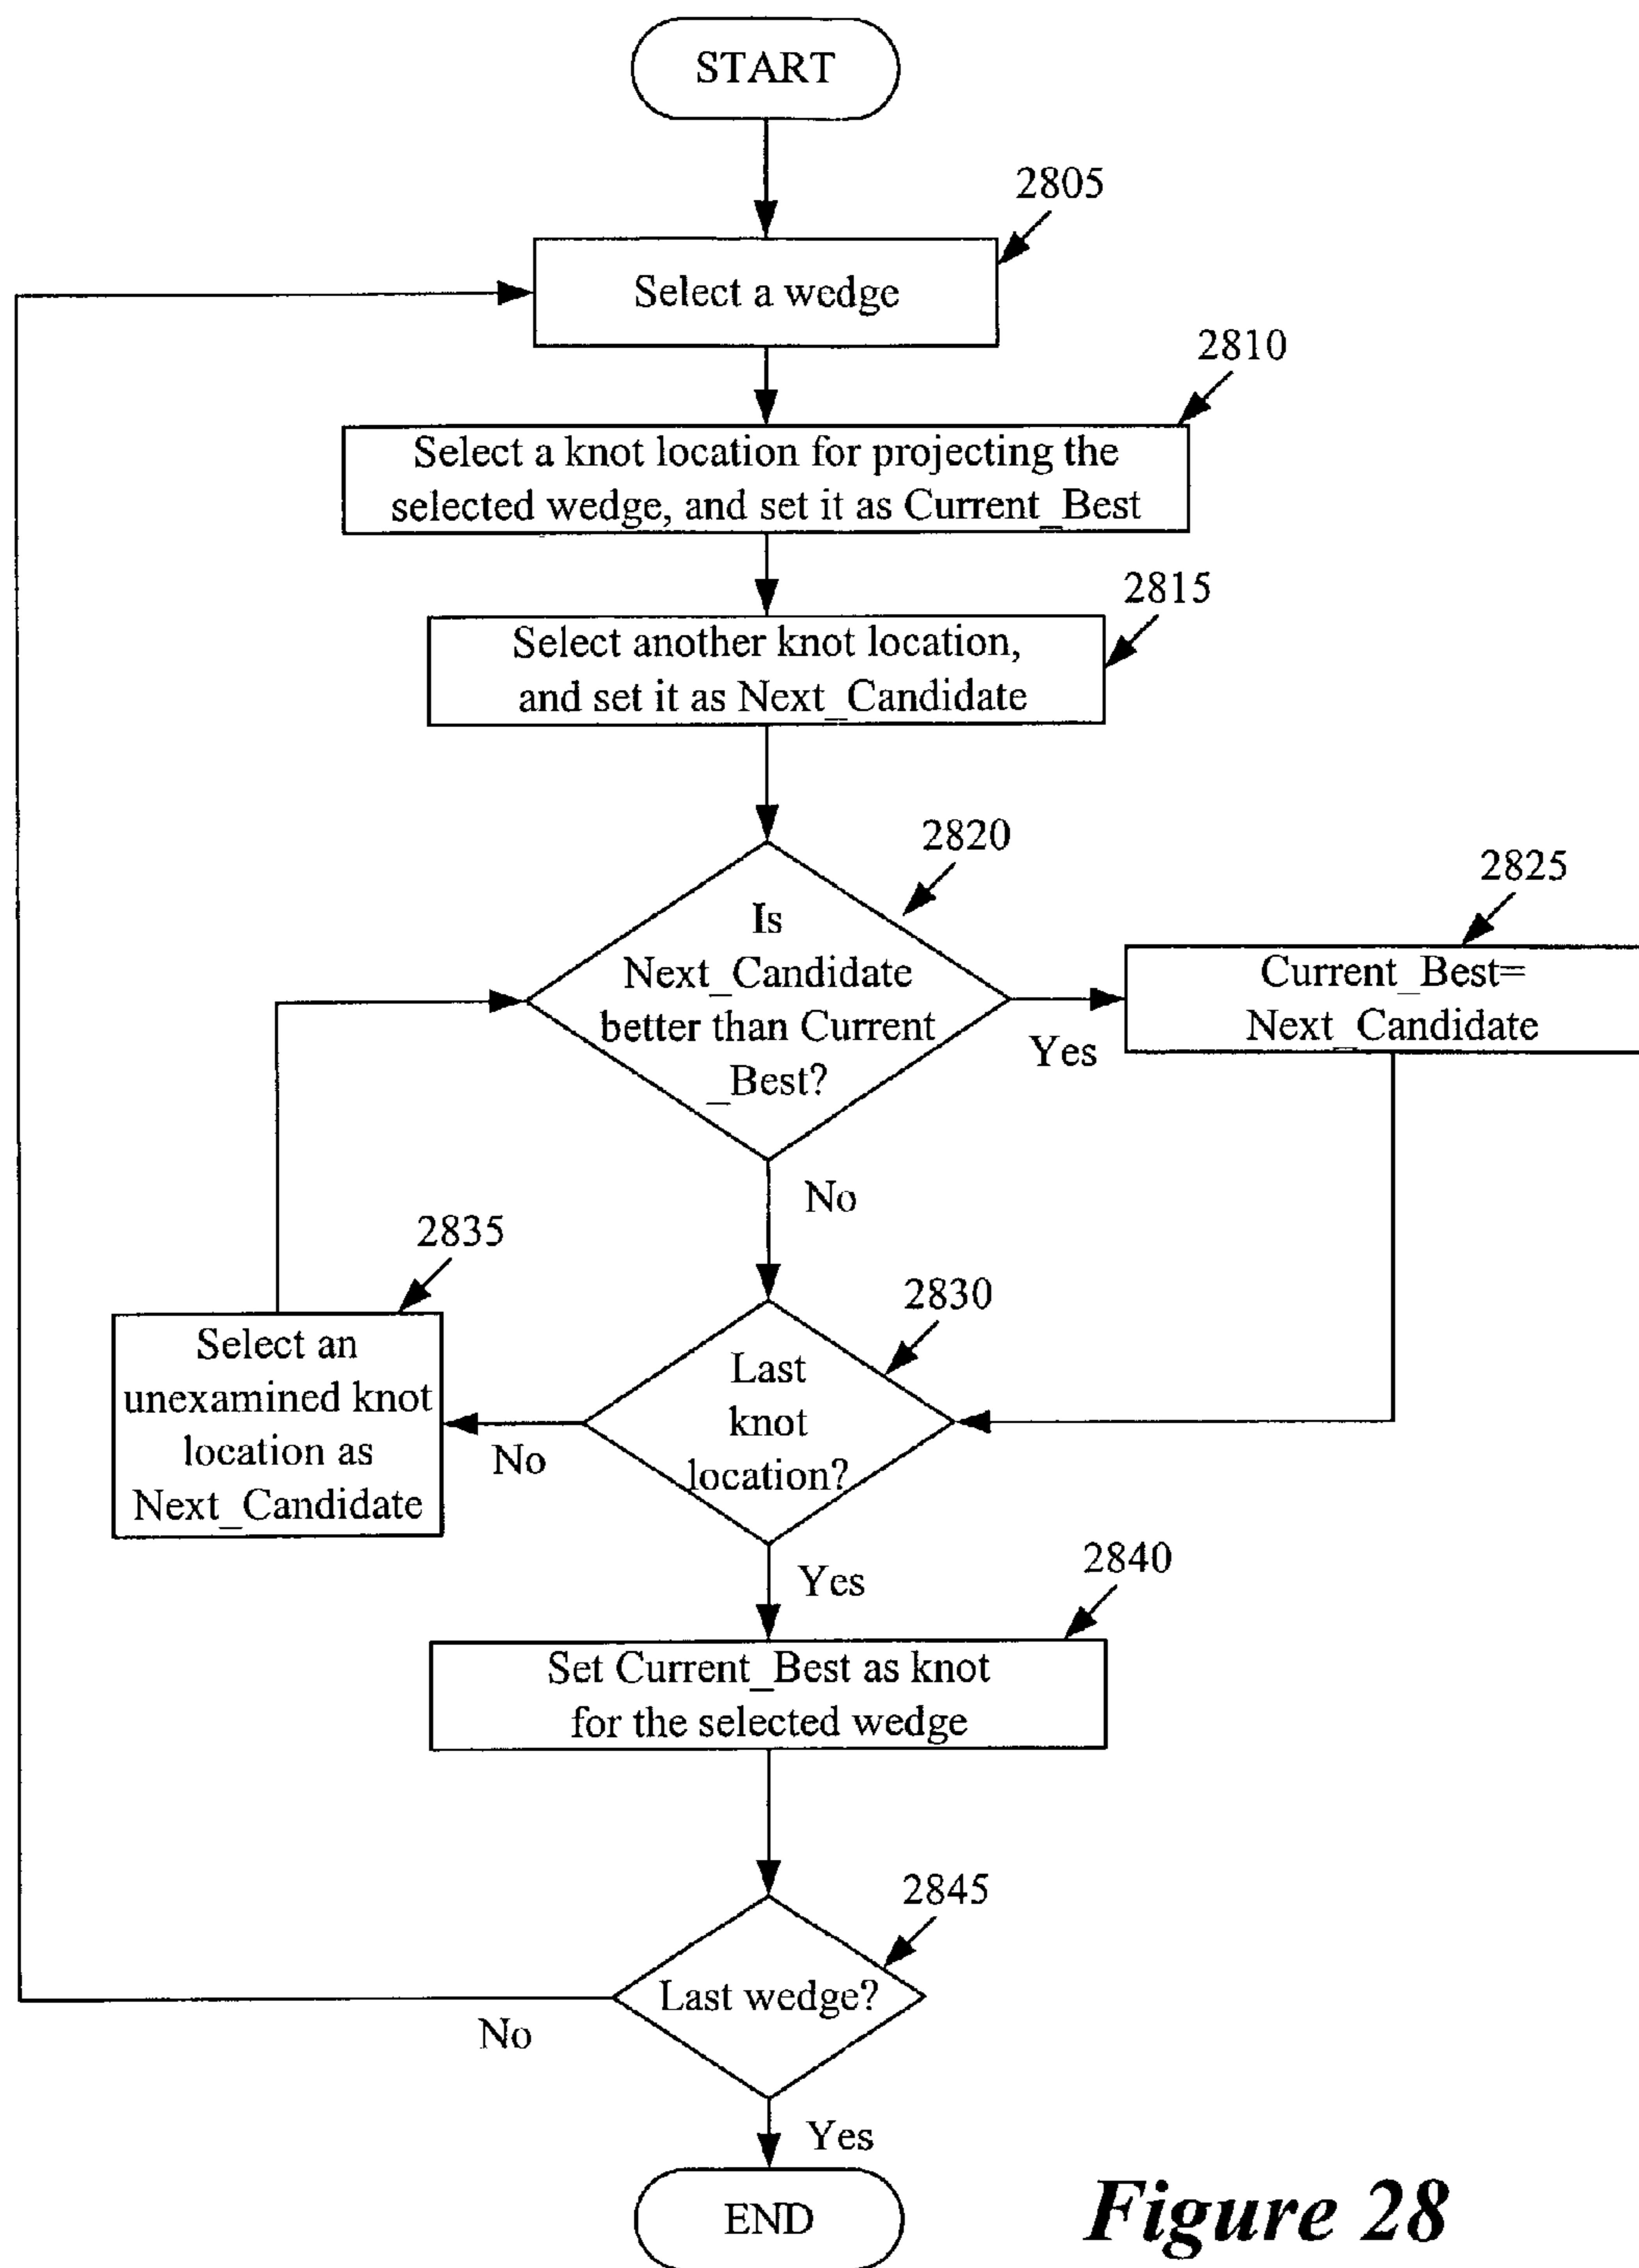 START
2805
Select a wedge
2810
Select a knot location for projecting the
selected wedge, and set it as Current_Best
2815
Select another knot location,
and set it as Next_Candidate
2820
Is
Next_Candidate
better than Current
_Best?
Yes
2825
Current_Best=
Next_Candidate
No
2835
Select an
unexamined knot
location as
Next_Candidate
2830
Last
knot
location?
No
Yes
2840
Set Current_Best as knot
for the selected wedge
2845
Last wedge?
No
Yes
END
Figure 28